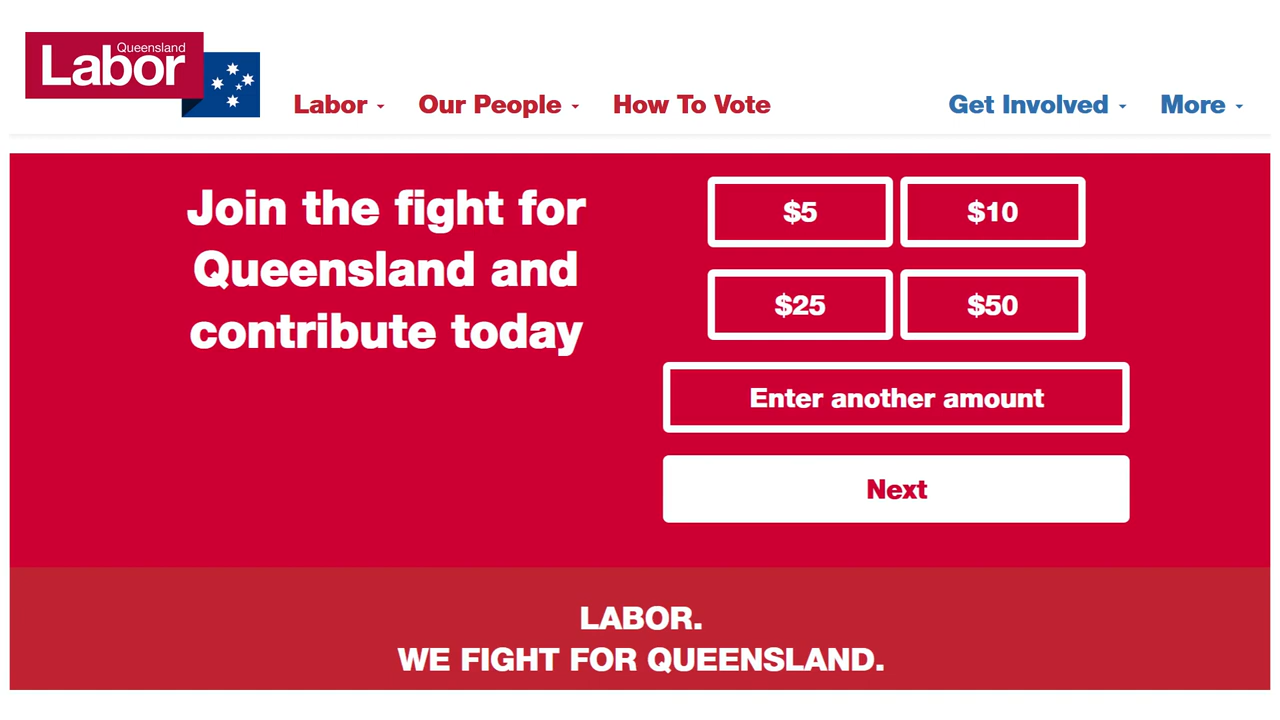 Queensland
Labor
Labor
Our People
How To Vote
Get Involved
More
Join the fight for
Queensland and
contribute today
$5
$10
$25
$50
Enter another amount
Next
LABOR.
WE FIGHT FOR QUEENSLAND.